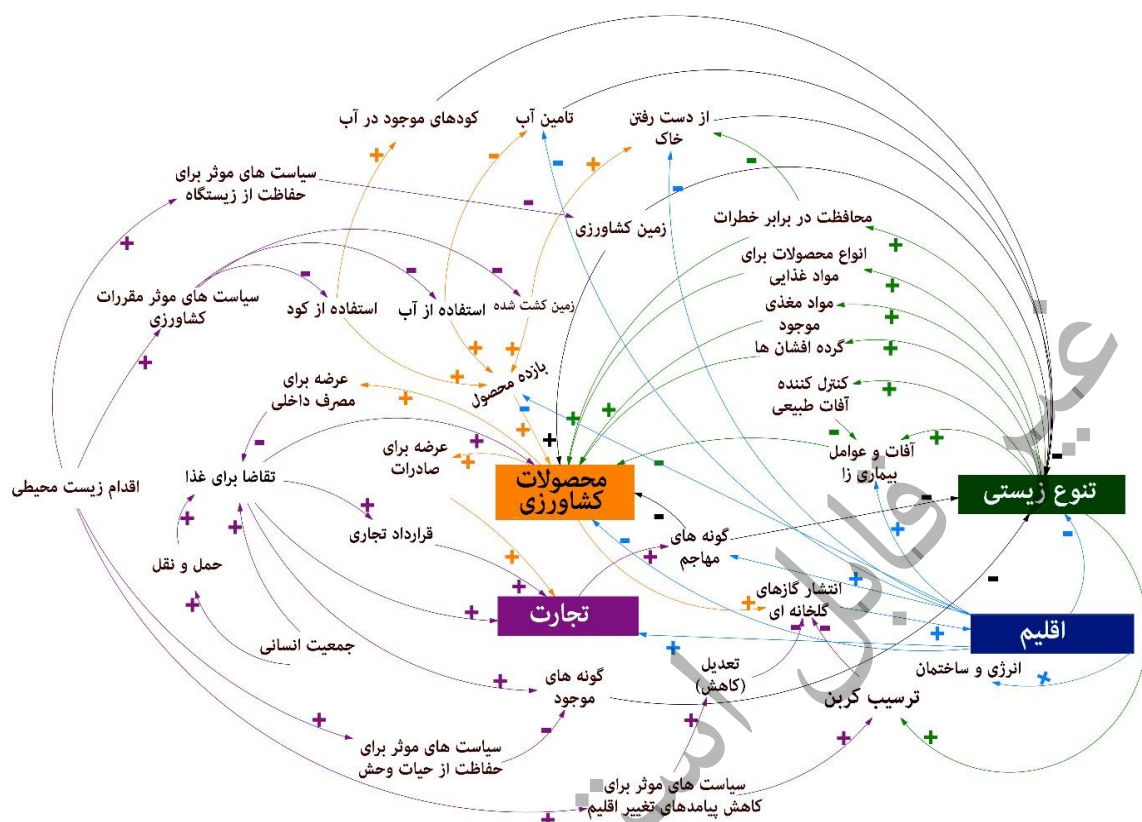 کودهای موجود در آب
تامین آب
از دست رفتن
خاک
سیاست های موثر برای
حفاظت از زیستگاه
زمین کشاورزی
محافظت در برابر خطرات
انواع محصولات برای
مواد غذایی
سیاست های موثر مقررات
کشاورزی
استفاده از کود
استفاده از آب
زمین کشت شده
مواد مغذی
موجود
گرده افشان ها
بازده محصول
عرضه برای
مصرف داخلی
کنترل کننده
آفات طبیعی
عرضه برای
صادرات
آفات و عوامل
بیماری زا
اقدام زیست محیطی
تقاضا برای غذا
محصولات
کشاورزی
تنوع زیستی
قرارداد تجاری
گونه های
مهاجم
حمل و نقل
انتشار گازهای
گلخانه ای
تجارت
اقلیم
جمعیت انسانی
گونه های
موجود
تعدیل
(کاهش)
انرژی و ساختمان
ترسیب کربن
سیاست های موثر برای
حفاظت از حیات وحش
سیاست های موثر برای
کاهش پیامدهای تغییر اقلیم
غیر قابل است